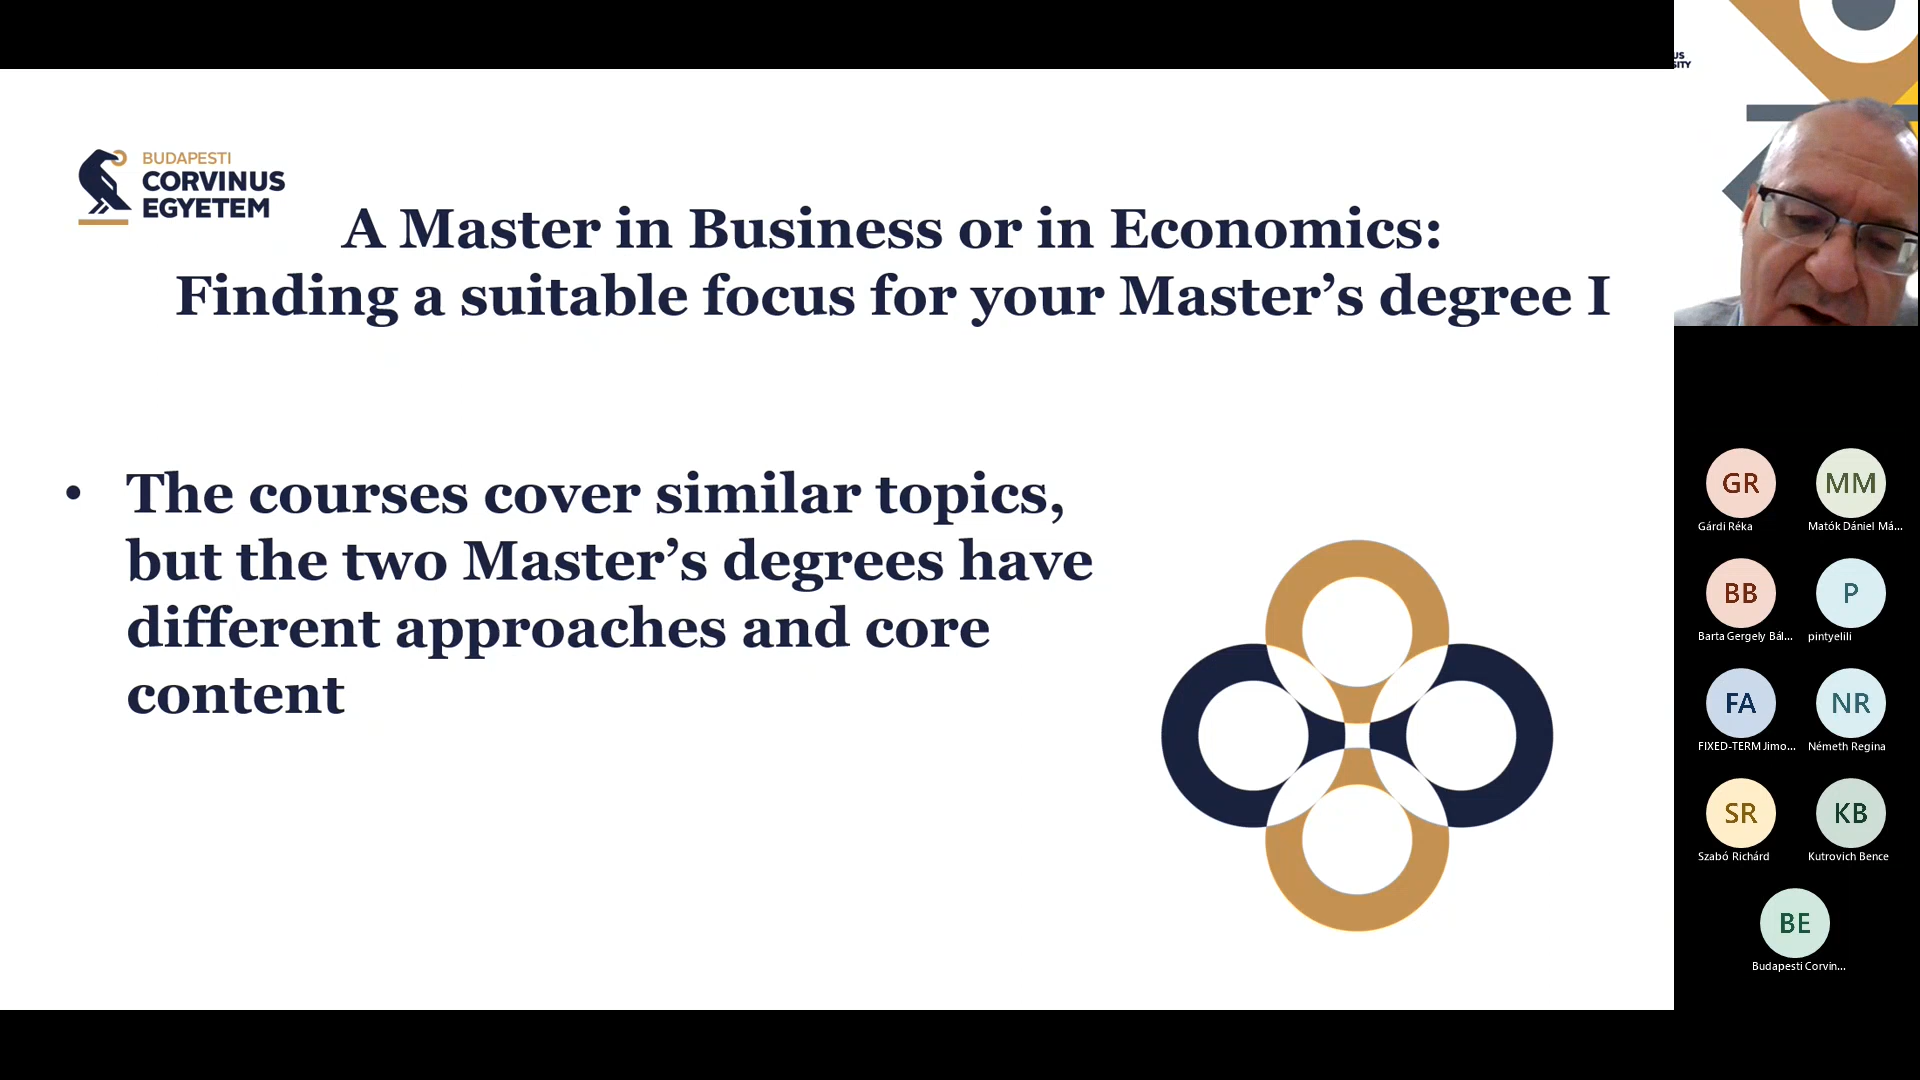 BUDAPESTI
CORVINUS
EGYETEM
A Master in Business or in Economics:
Finding a suitable focus for your Master’s degree I
• The courses cover similar topics,
but the two Master’s degrees have
different approaches and core
content
US
SITY
GR
Gárdi Réka
MM
Matók Dániel Má...
BB
Barta Gergely Bál...
P
pintyelili
FA
FIXED-TERM Jimo...
NR
Németh Regina
SR
Szabó Richárd
KB
Kutrovich Bence
BE
Budapesti Corvin...